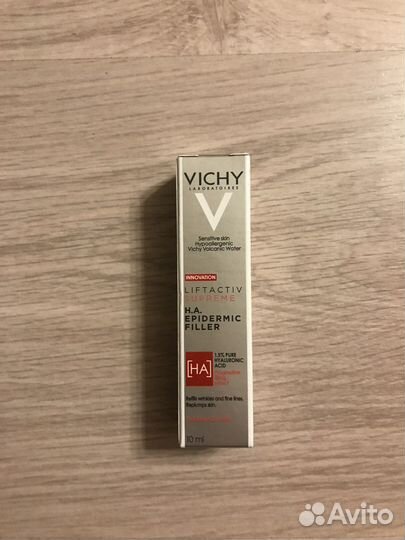 VICHY
LABORATOIRES
V
Sensitive skin
Hypoallergenic
Vichy Volcanic Water
INNOVATION
LIFTACTIV
SUPREME
H.A.
EPIDERMIC
FILLER
[HA]
1.5% PURE
HYALURONIC
ACID
Refills wrinkles and fine lines,
Replumps skin.
10 ml
Avito